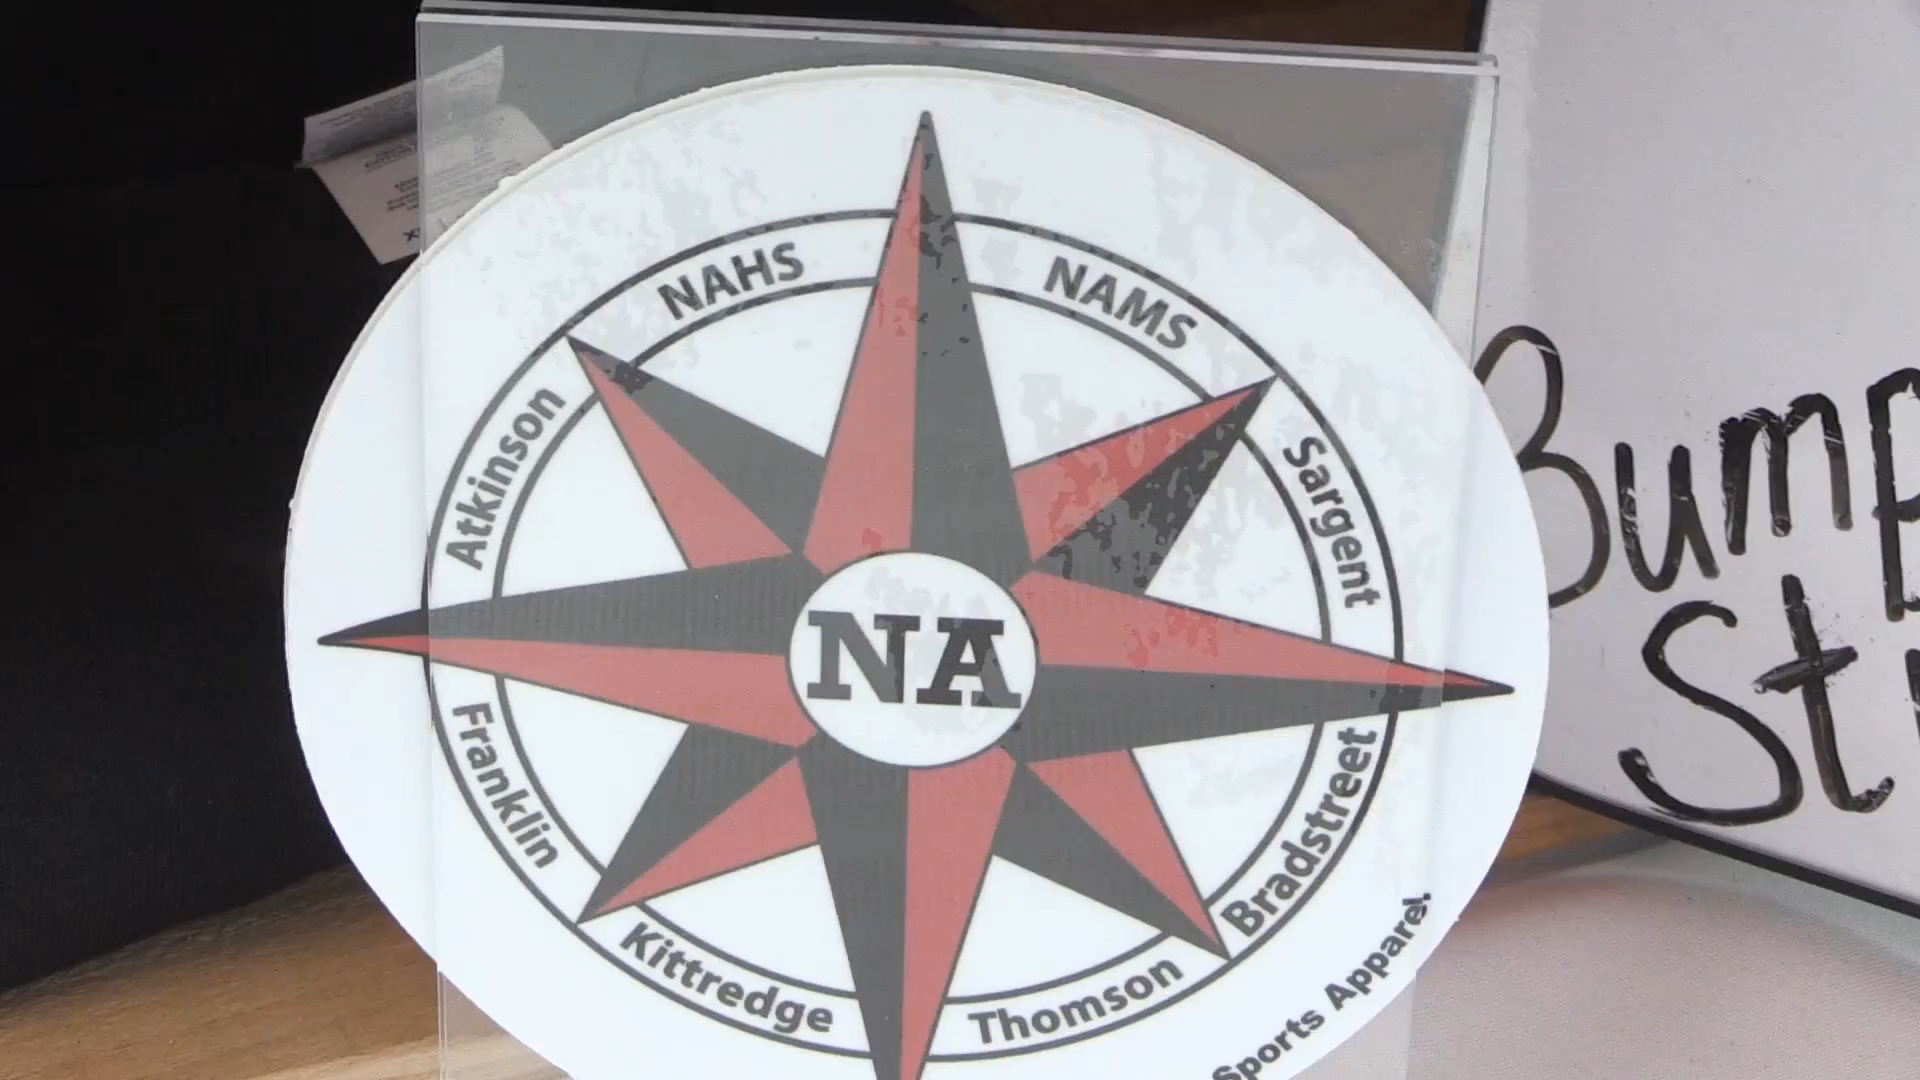 NAHS
NAMS
Atkinson
Sargent
NA
Franklin
Bradstreet
Kittredge
Thomson
Sports Apparel.
Bump
St